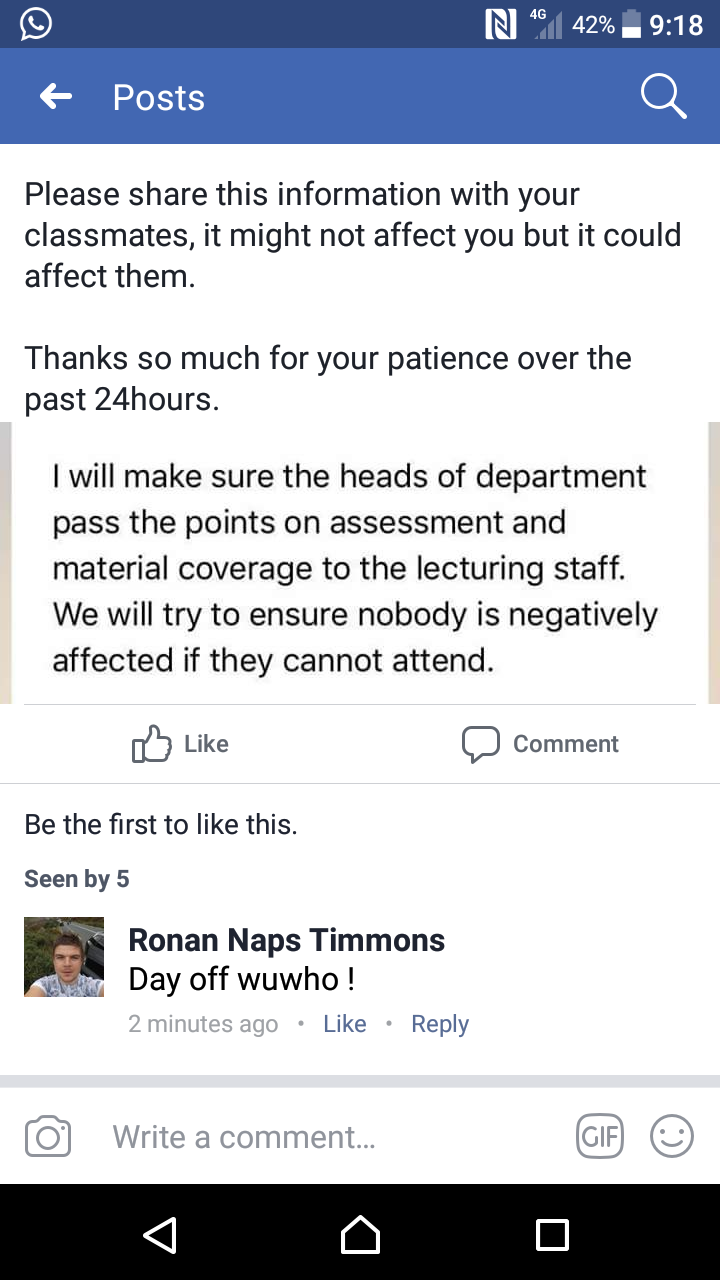 4G 42% 9:18
Posts
Please share this information with your
classmates, it might not affect you but it could
affect them.
Thanks so much for your patience over the
past 24hours.
I will make sure the heads of department
pass the points on assessment and
material coverage to the lecturing staff.
We will try to ensure nobody is negatively
affected if they cannot attend.
Like Comment
Be the first to like this.
Seen by 5
Ronan Naps Timmons
Day off wuwho !
2 minutes ago • Like • Reply
Write a comment... GIF